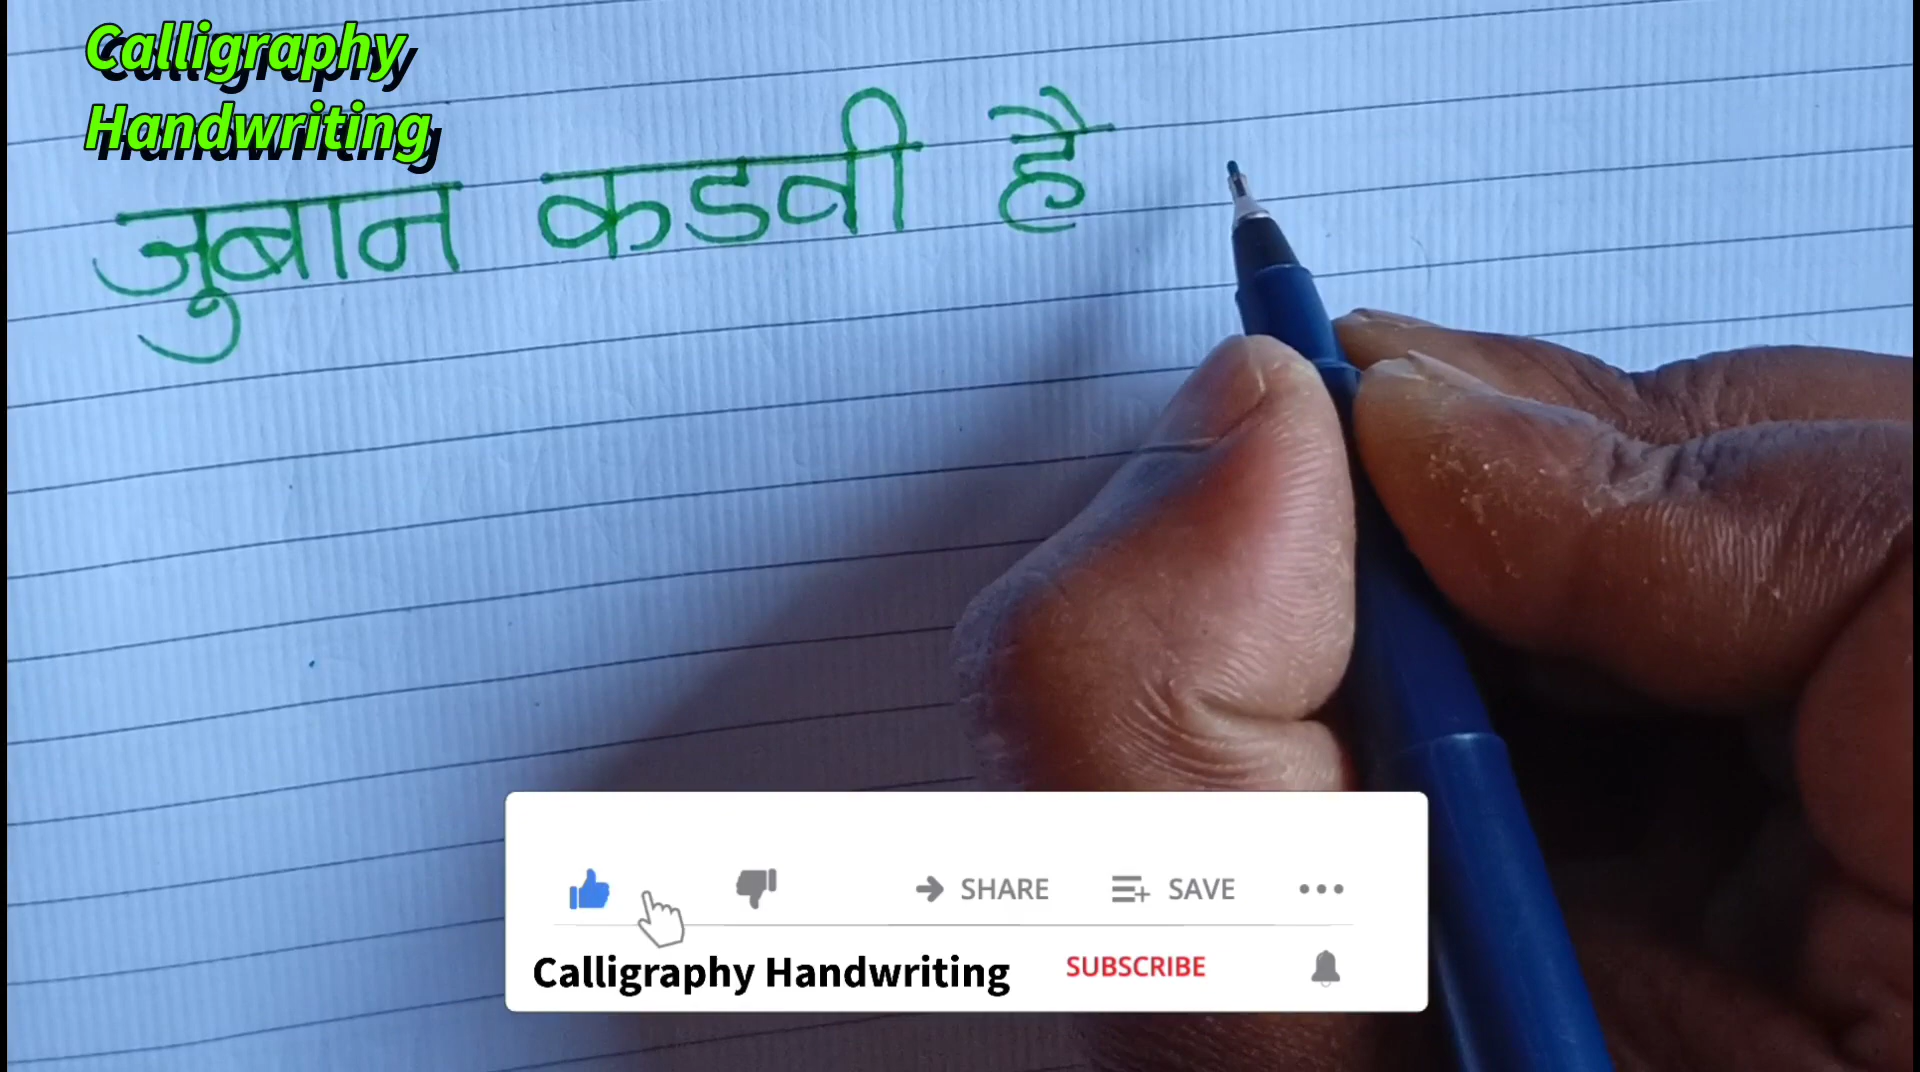 Calligraphy
Handwriting
जुबान कडवी है
SHARE SAVE
Calligraphy Handwriting SUBSCRIBE